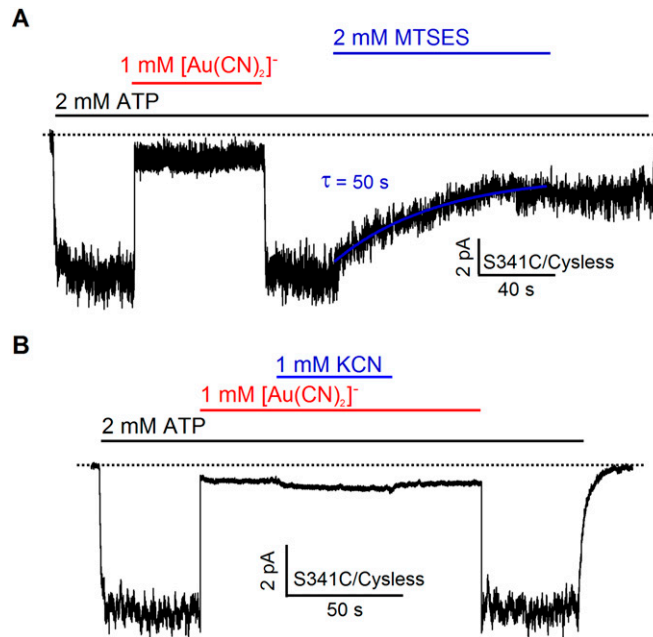 A
2 mM MTSES
1 mM [Au(CN)₂]⁻
2 mM ATP
τ = 50 s
2 pA
S341C/Cysless
40 s
B
1 mM KCN
1 mM [Au(CN)₂]⁻
2 mM ATP
2 pA
S341C/Cysless
50 s